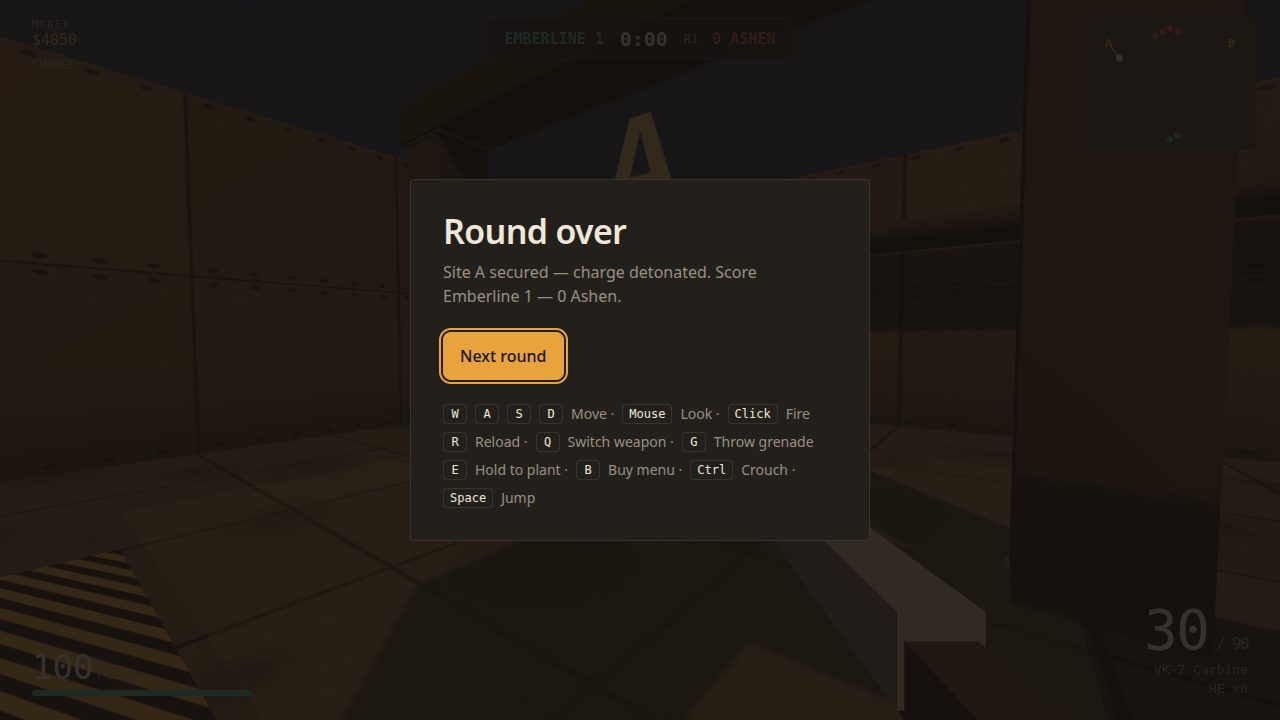 MONEY
$4050
CHARGE
EMBERLINE 1 0:00 R1 0 ASHEN
A B
A
Round over
Site A secured — charge detonated. Score
Emberline 1 — 0 Ashen.
Next round
W A S D Move · Mouse Look · Click Fire
R Reload · Q Switch weapon · G Throw grenade
E Hold to plant · B Buy menu · Ctrl Crouch ·
Space Jump
100
30 / 90
VK-7 Carbine
HE x0